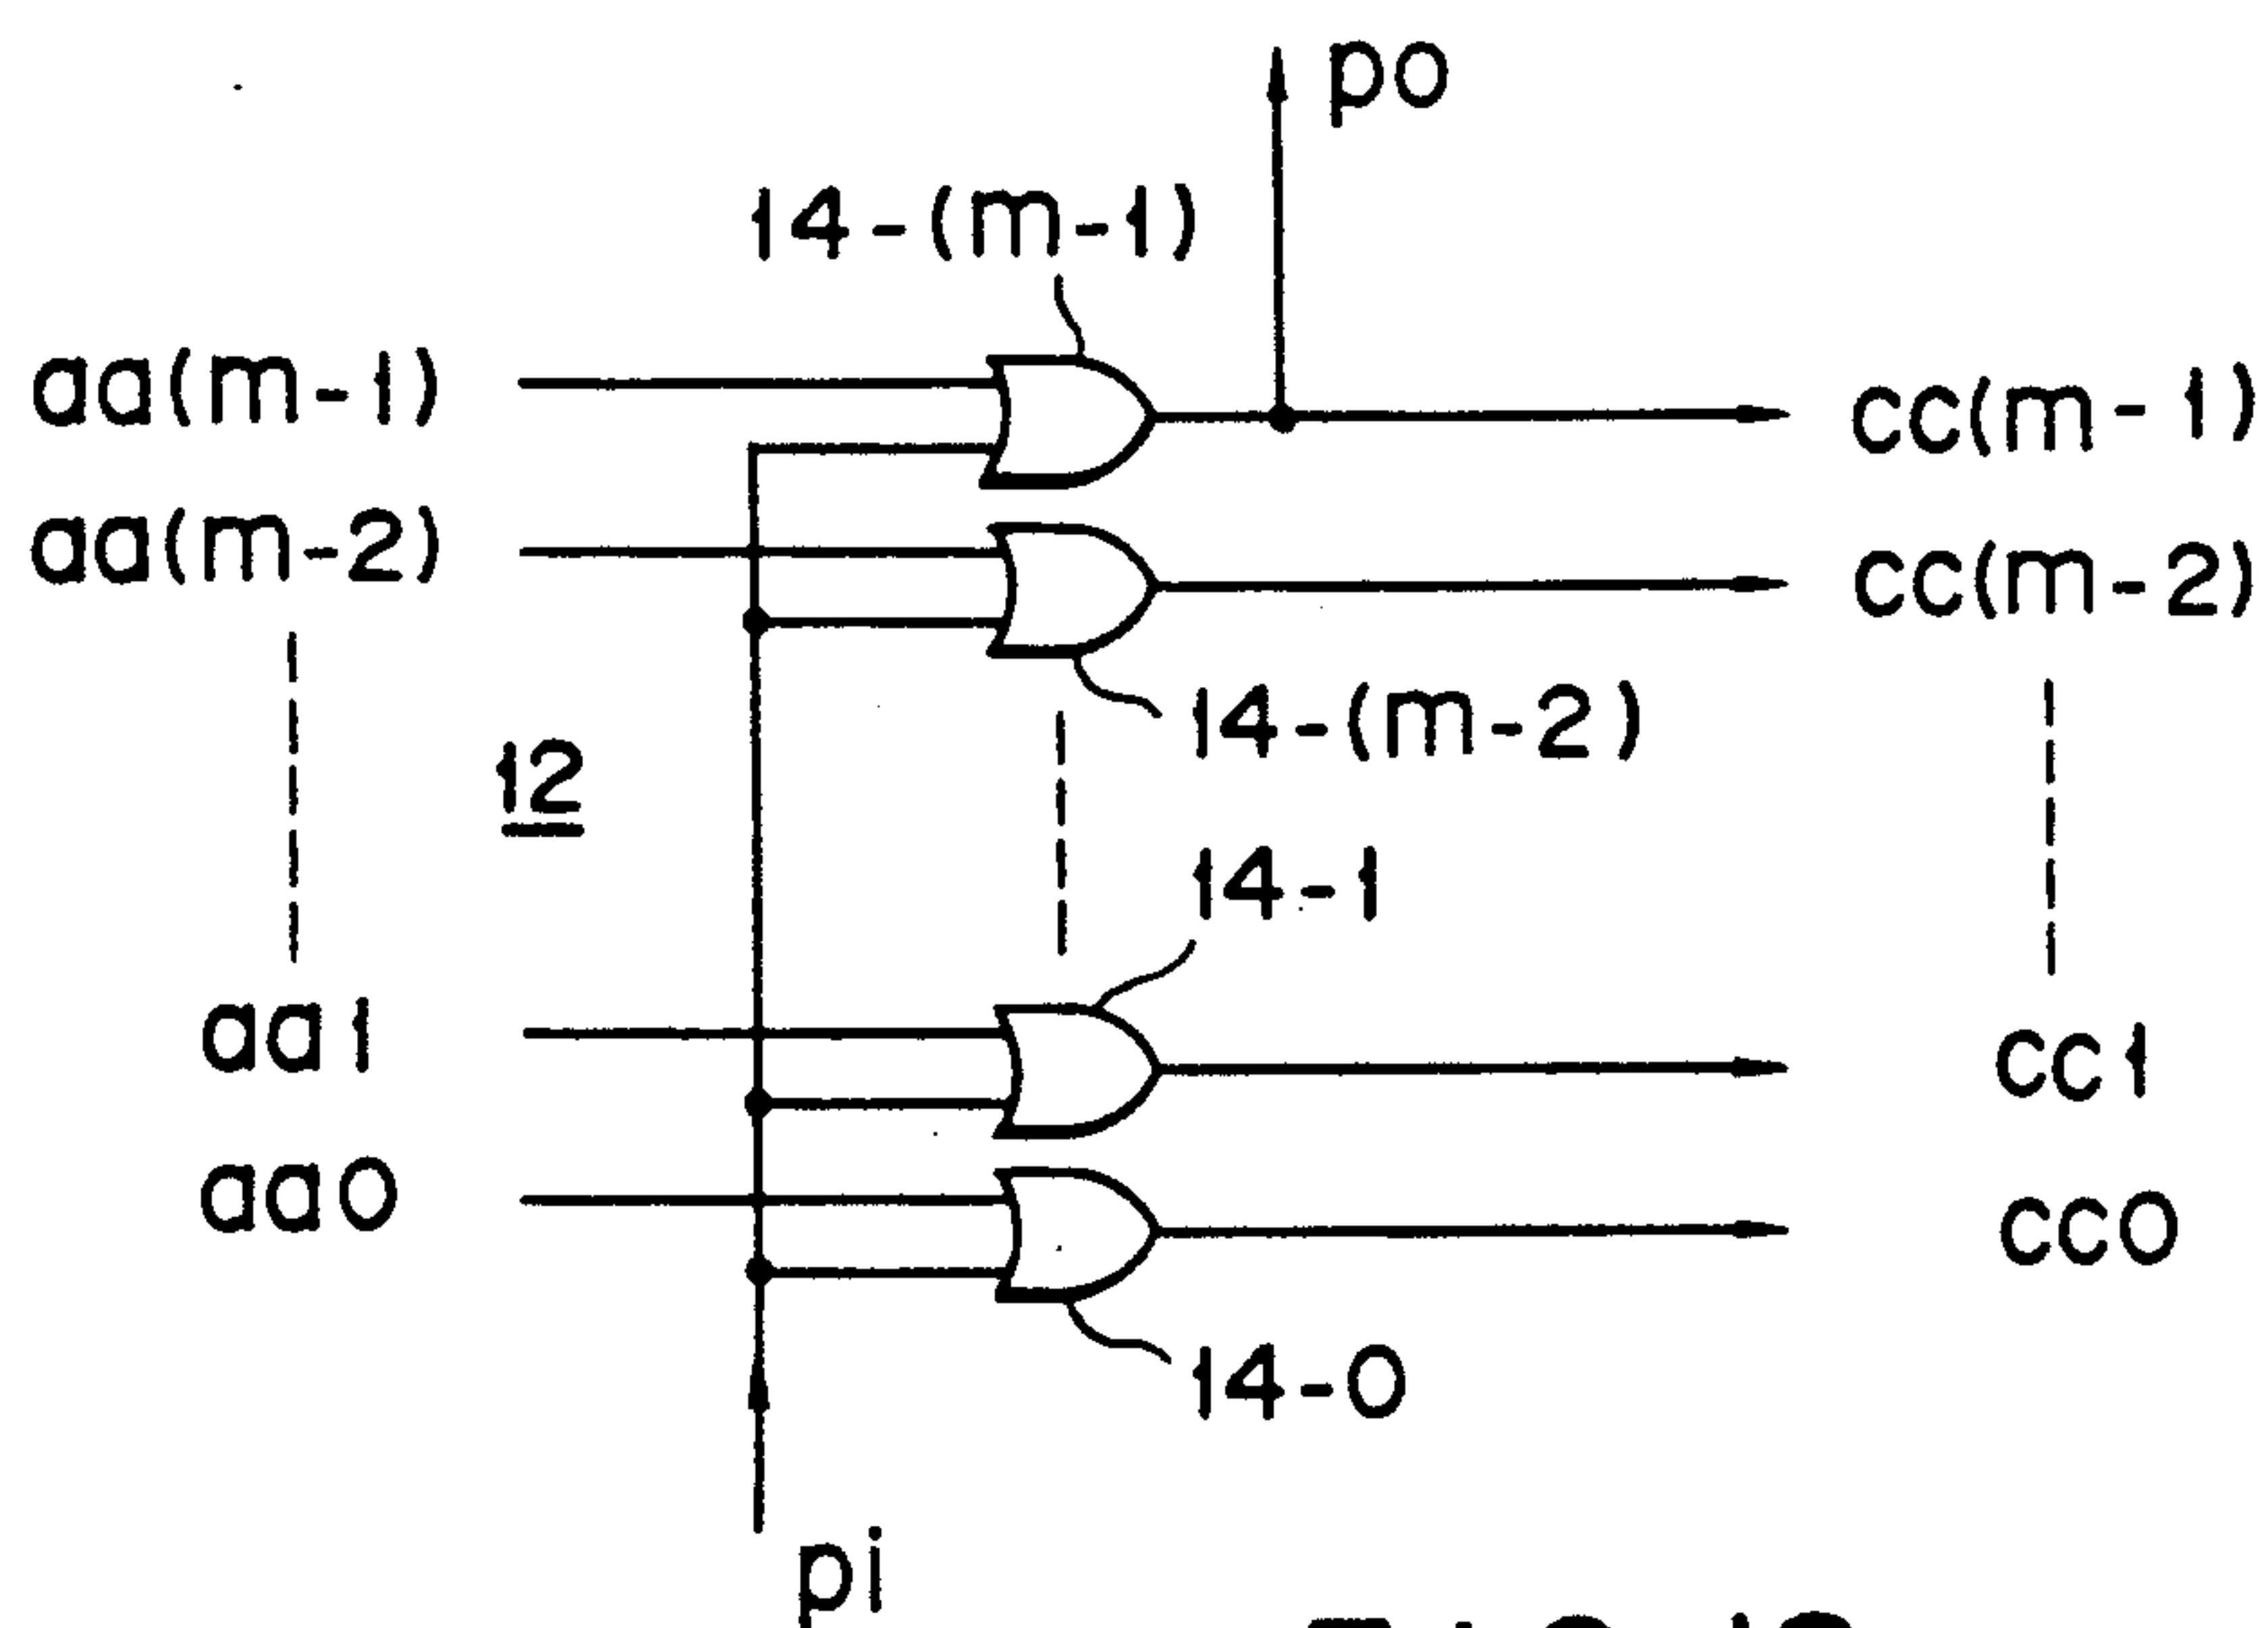 po
14-(m-1)
aa(m-1)
cc(m-1)
aa(m-2)
cc(m-2)
14-(m-2)
12
14-1
aa1
cc1
aa0
cc0
14-0
pi